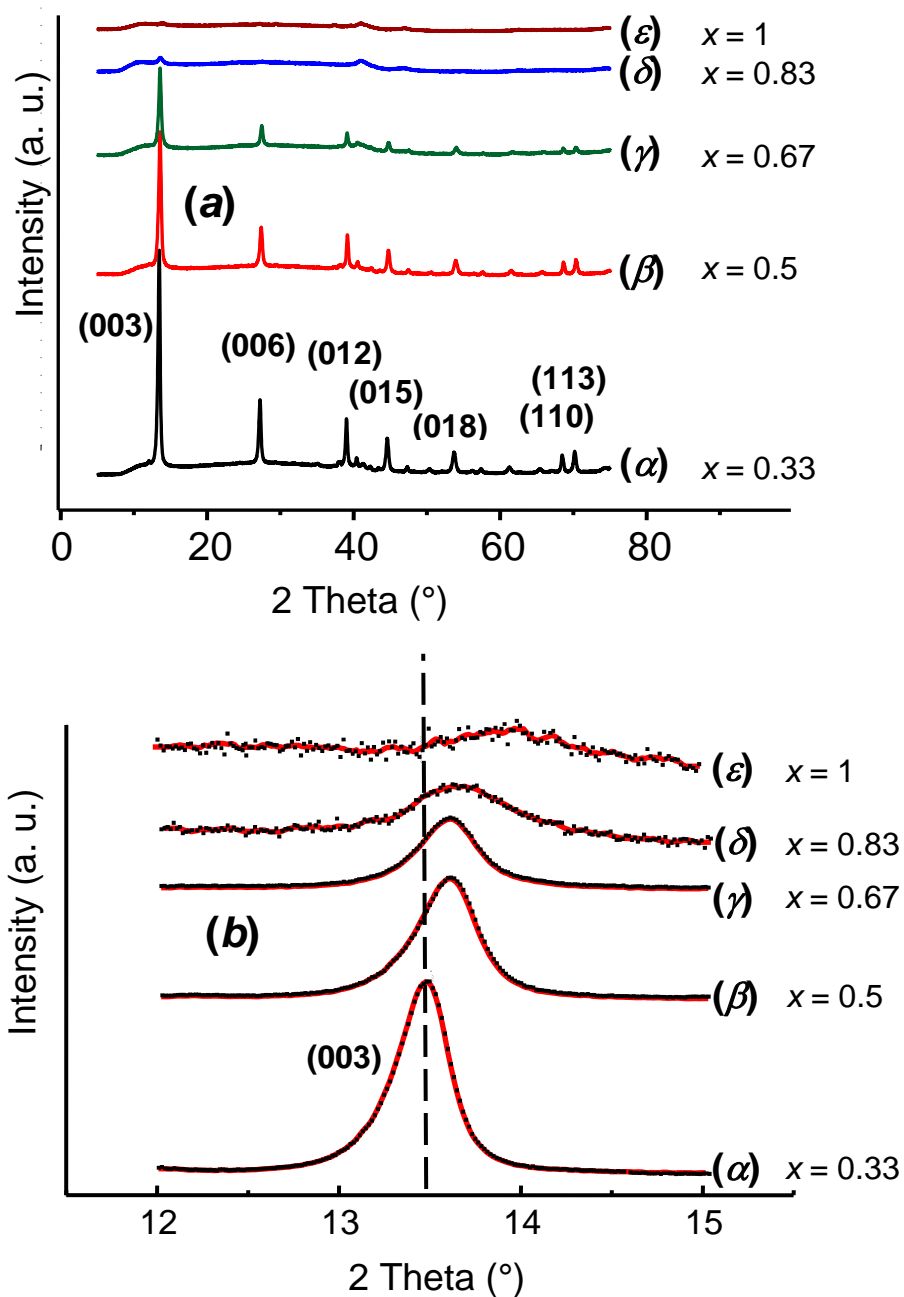 Intensity (a. u.)
(ε) x = 1
(δ) x = 0.83
(γ) x = 0.67
(a)
(β) x = 0.5
(003)
(006)
(012)
(015)
(018)
(113)
(110)
(α) x = 0.33
0 20 40 60 80
2 Theta (°)
Intensity (a. u.)
(ε) x = 1
(δ) x = 0.83
(γ) x = 0.67
(b)
(β) x = 0.5
(003)
(α) x = 0.33
12 13 14 15
2 Theta (°)